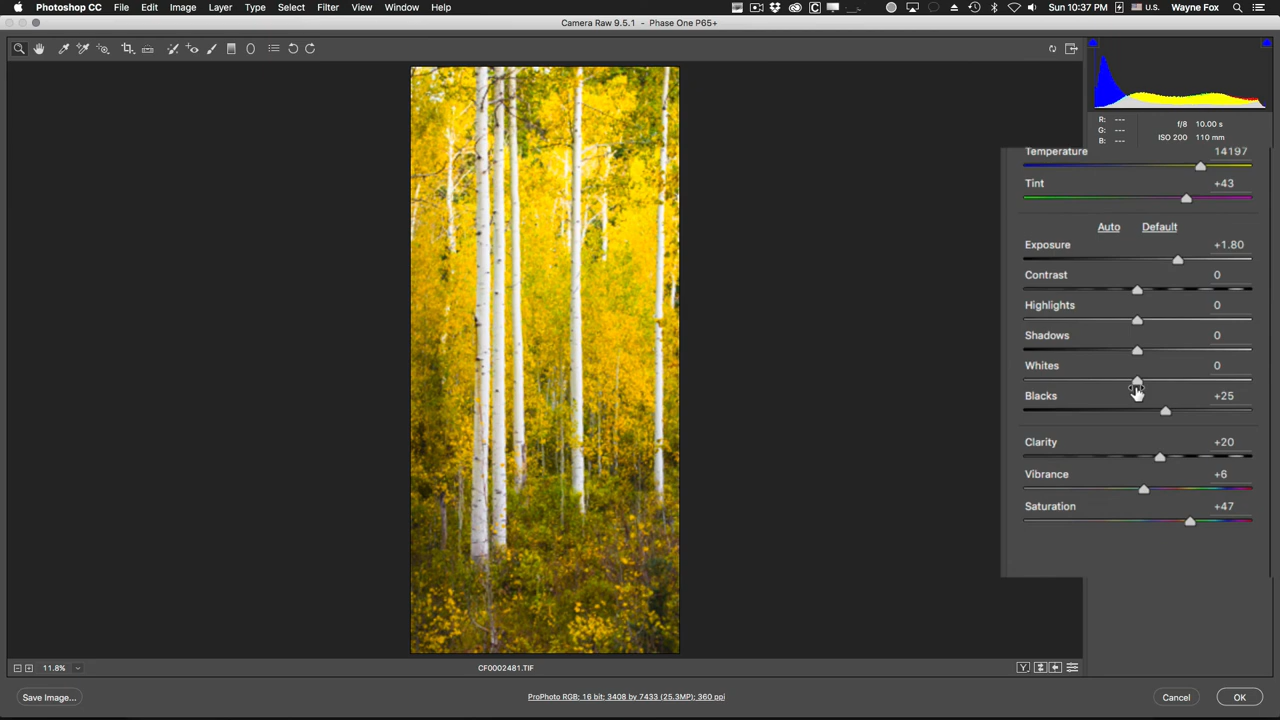 Photoshop CC File Edit Image Layer Type Select Filter View Window Help Sun 10:37 PM U.S. Wayne Fox
Camera Raw 9.5.1 - Phase One P65+
R: --- f/8 10.00 s
G: ---
B: --- ISO 200 110 mm
Temperature 14197
Tint +43
Auto Default
Exposure +1.80
Contrast 0
Highlights 0
Shadows 0
Whites 0
Blacks +25
Clarity +20
Vibrance +6
Saturation +47
11.8% CF0002481.TIF Y
Save Image... ProPhoto RGB; 16 bit; 3408 by 7433 (25.3MP); 360 ppi Cancel OK